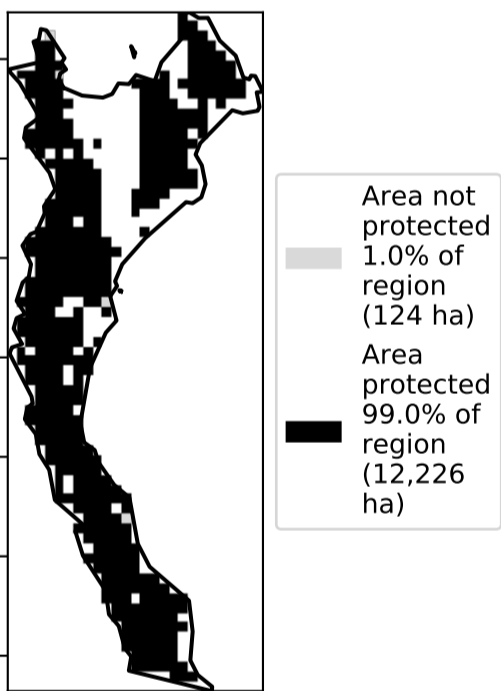 Area not
protected
1.0% of
region
(124 ha)
Area
protected
99.0% of
region
(12,226
ha)